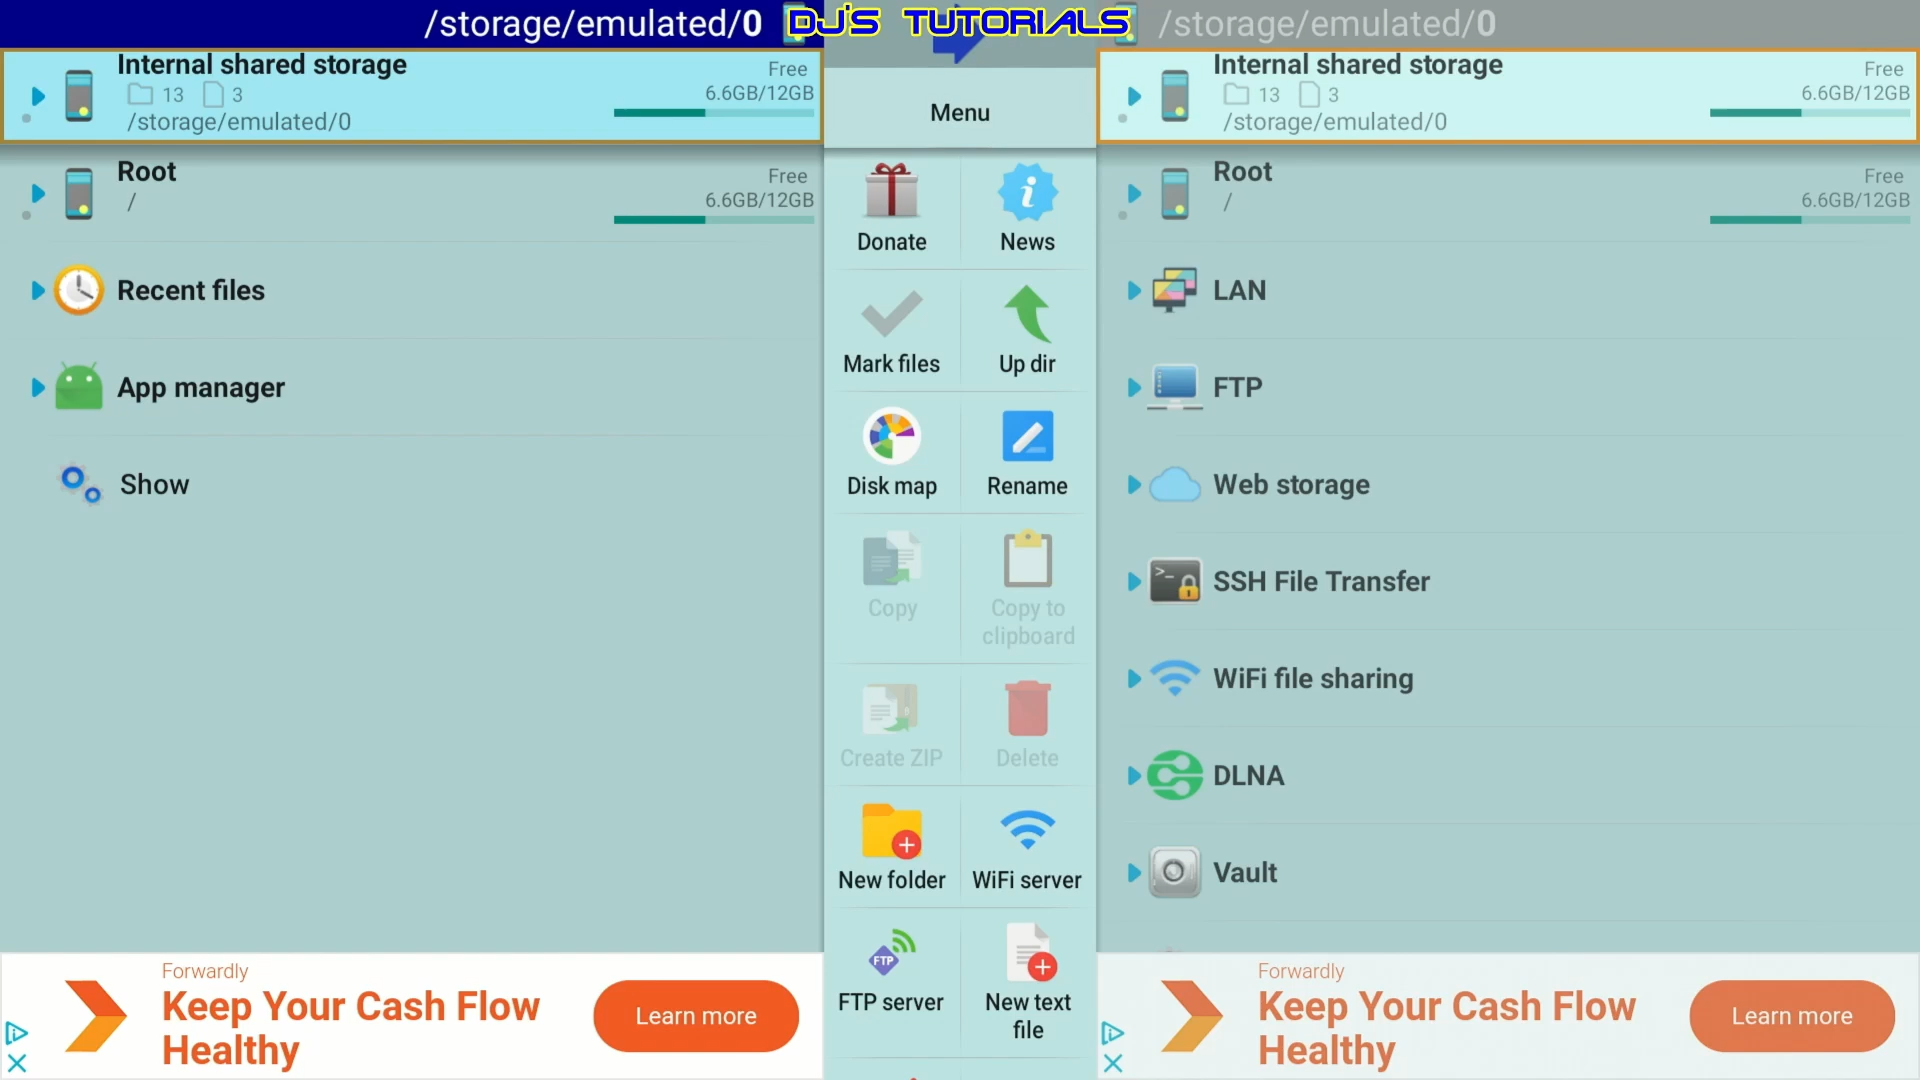 /storage/emulated/0
DJ'S TUTORIALS
/storage/emulated/0
Internal shared storage
13
3
/storage/emulated/0
Free
6.6GB/12GB
Root
/
Free
6.6GB/12GB
Recent files
App manager
Show
Forwardly
Keep Your Cash Flow
Healthy
Learn more
Menu
Donate
News
Mark files
Up dir
Disk map
Rename
Copy
Copy to
clipboard
Create ZIP
Delete
New folder
WiFi server
FTP
FTP server
New text
file
Internal shared storage
13
3
/storage/emulated/0
Free
6.6GB/12GB
Root
/
Free
6.6GB/12GB
LAN
FTP
Web storage
SSH File Transfer
WiFi file sharing
DLNA
Vault
Forwardly
Keep Your Cash Flow
Healthy
Learn more